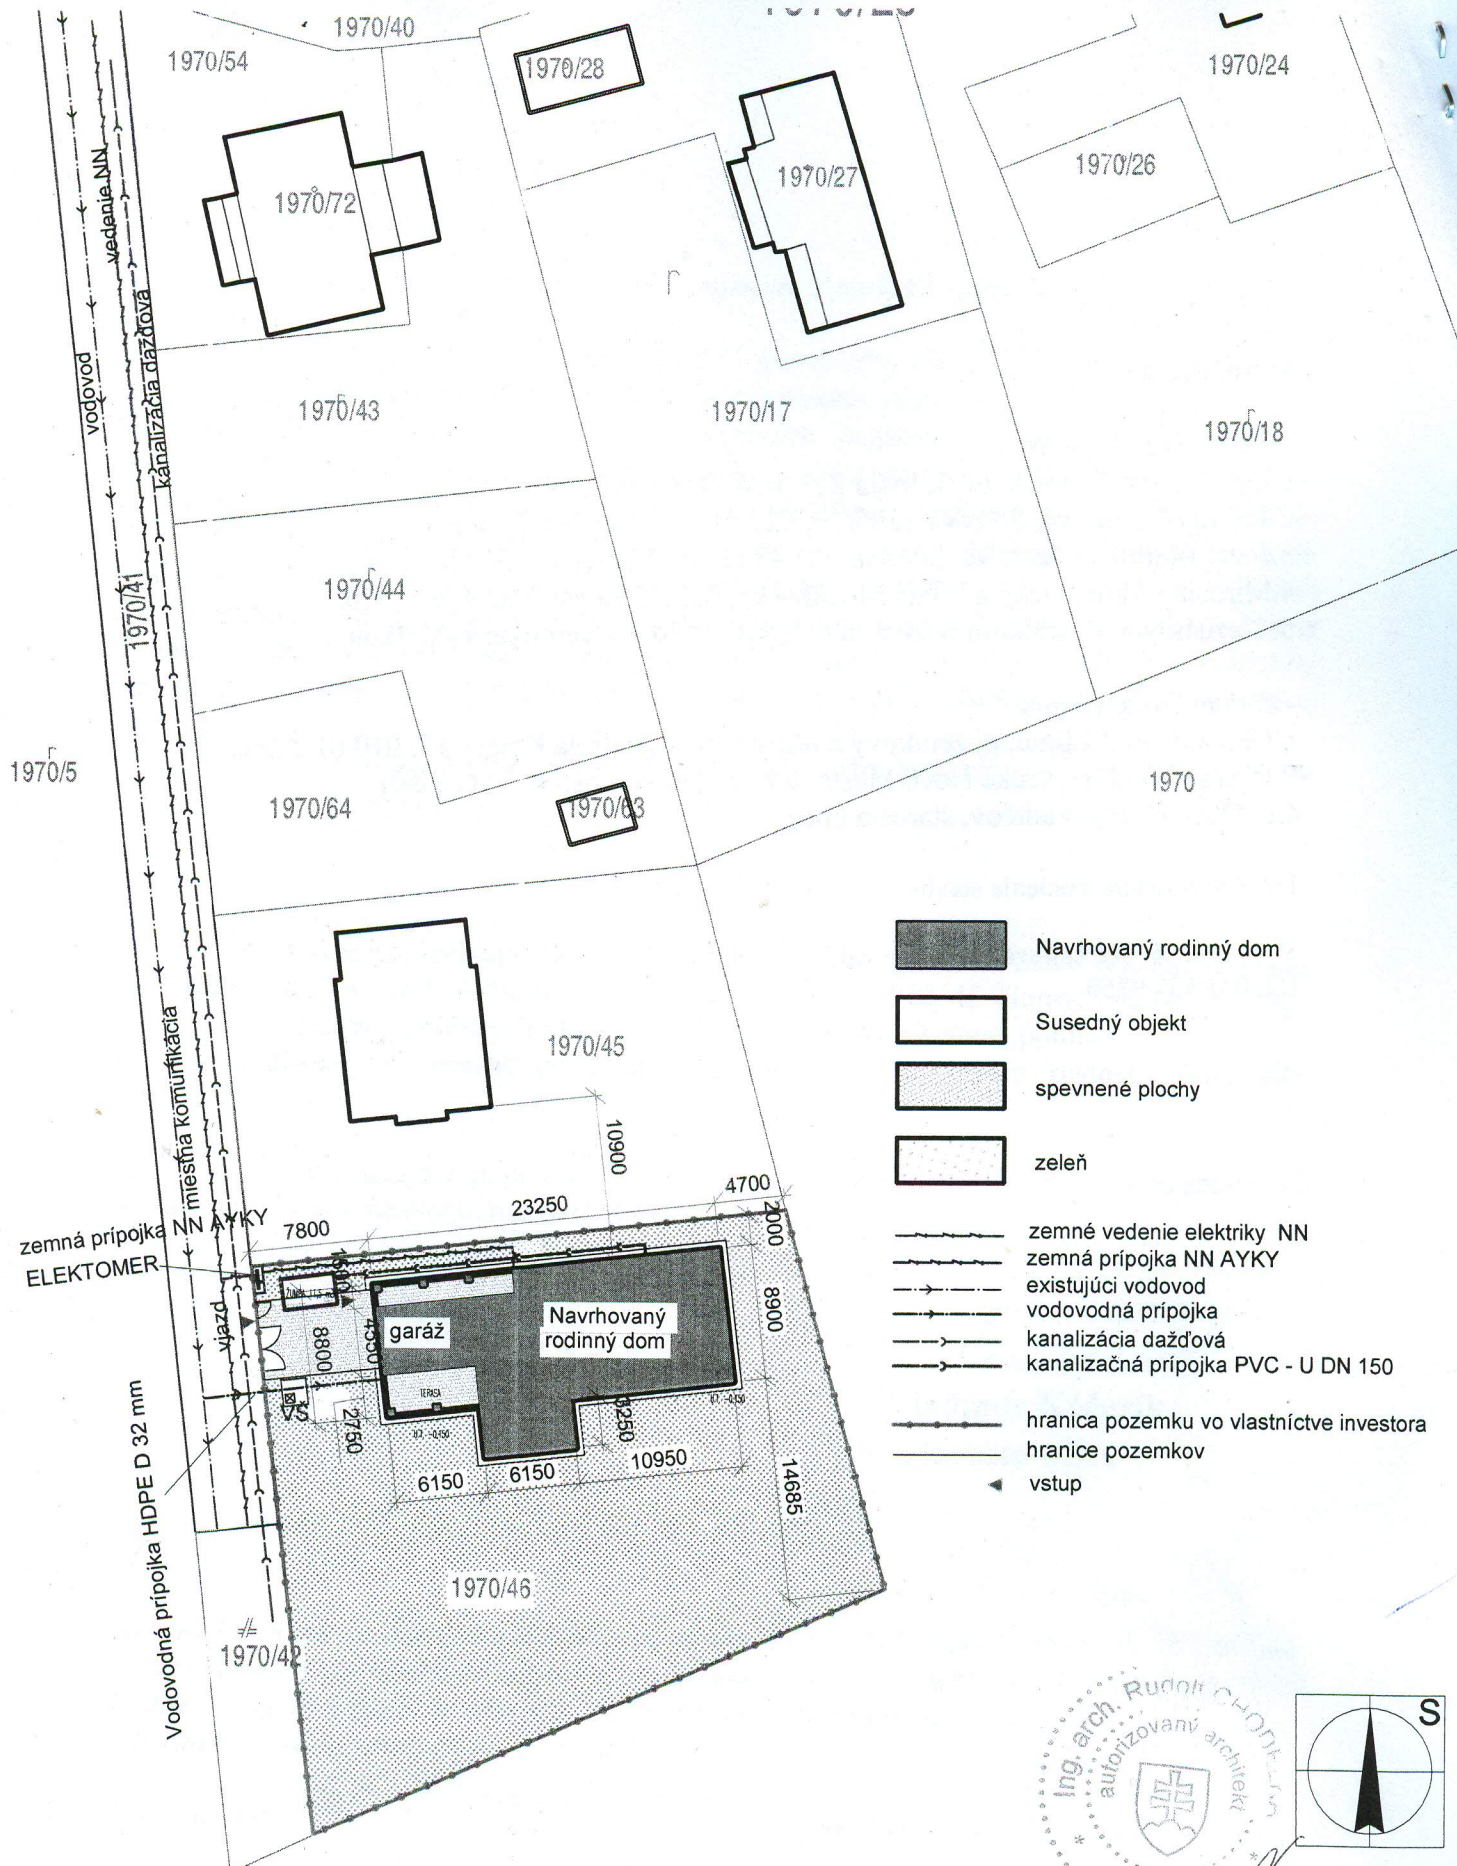 1970/40
1970/54
1970/28
1970/24
1970/26
1970/27
1970/72
vedenie NN
kanalizácia dažďová
vodovod
1970/43
1970/17
1970/18
1970/44
1970/41
1970/5
1970/64
1970/63
1970
1970/45
miestna komunikácia
10900
4700
23250
7800
2000
zemná prípojka NN AYKY
ELEKTOMER
vjazd
8800
4350
garáž
Navrhovaný
rodinný dom
8900
TERASA
VŠ
2750
3250
6150
6150
10950
14685
Vodovodná prípojka HDPE D 32 mm
1970/46
1970/42
Navrhovaný rodinný dom
Susedný objekt
spevnené plochy
zeleň
zemné vedenie elektriky NN
zemná prípojka NN AYKY
existujúci vodovod
vodovodná prípojka
kanalizácia dažďová
kanalizačná prípojka PVC - U DN 150
hranica pozemku vo vlastníctve investora
hranice pozemkov
vstup
Ing. arch. Rudolf
autorizovaný architekt
S